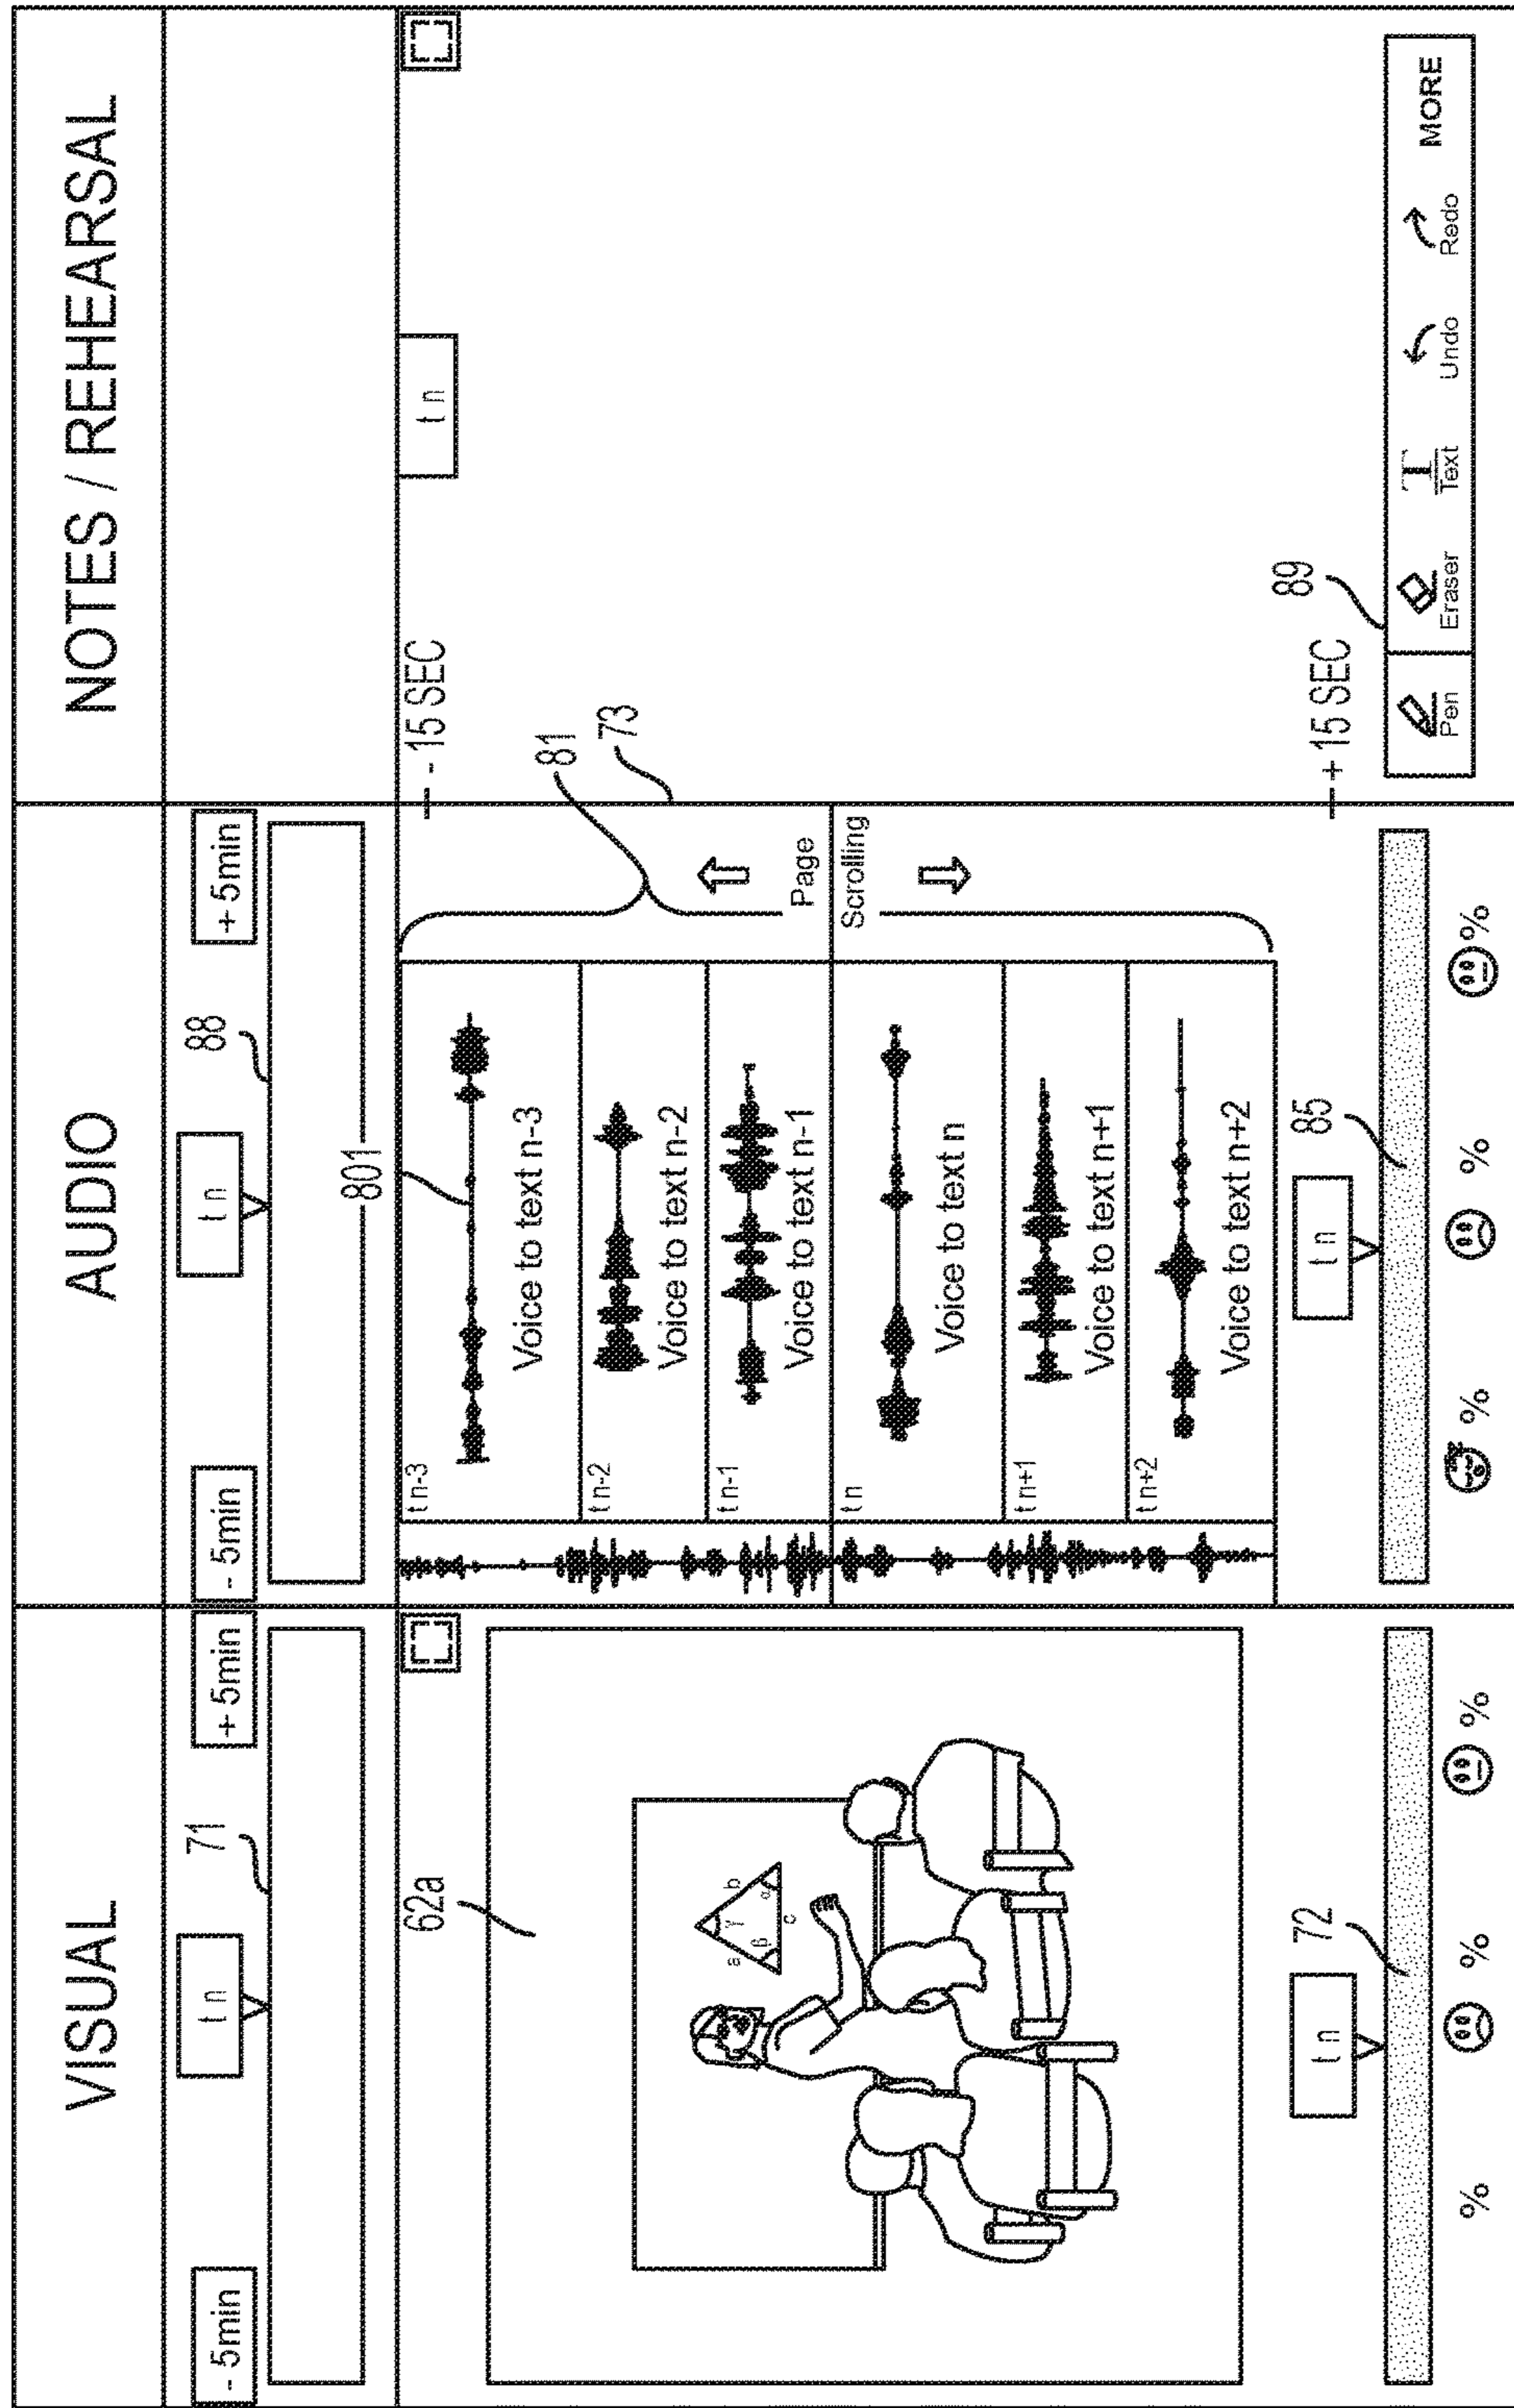 VISUAL
AUDIO
NOTES / REHEARSAL
- 5min
t n
71
+ 5min
- 5min
t n
88
+ 5min
62a
a
b
c
α
β
γ
801
t n-3
Voice to text n-3
t n-2
Voice to text n-2
t n-1
Voice to text n-1
t n
Voice to text n
t n+1
Voice to text n+1
t n+2
Voice to text n+2
81
Page
Scrolling
73
- 15 SEC
t n
+ 15 SEC
89
Pen
Eraser
T
Text
Undo
Redo
MORE
t n
72
% % %
t n
85
% % %